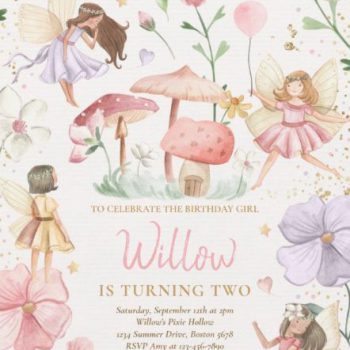 TO CELEBRATE THE BIRTHDAY GIRL
Willow
IS TURNING TWO
Saturday, September 12th at 2pm
Willow's Pixie Hollow
1234 Summer Drive, Boston 45678
RSVP Amy at 123-456-7890